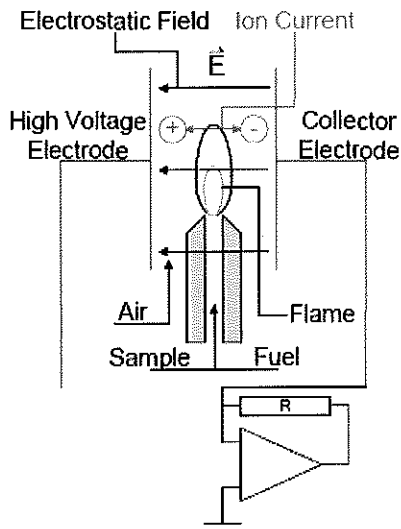 Electrostatic Field Ion Current
E
+ -
High Voltage
Electrode
Collector
Electrode
Air
Flame
Sample Fuel
R